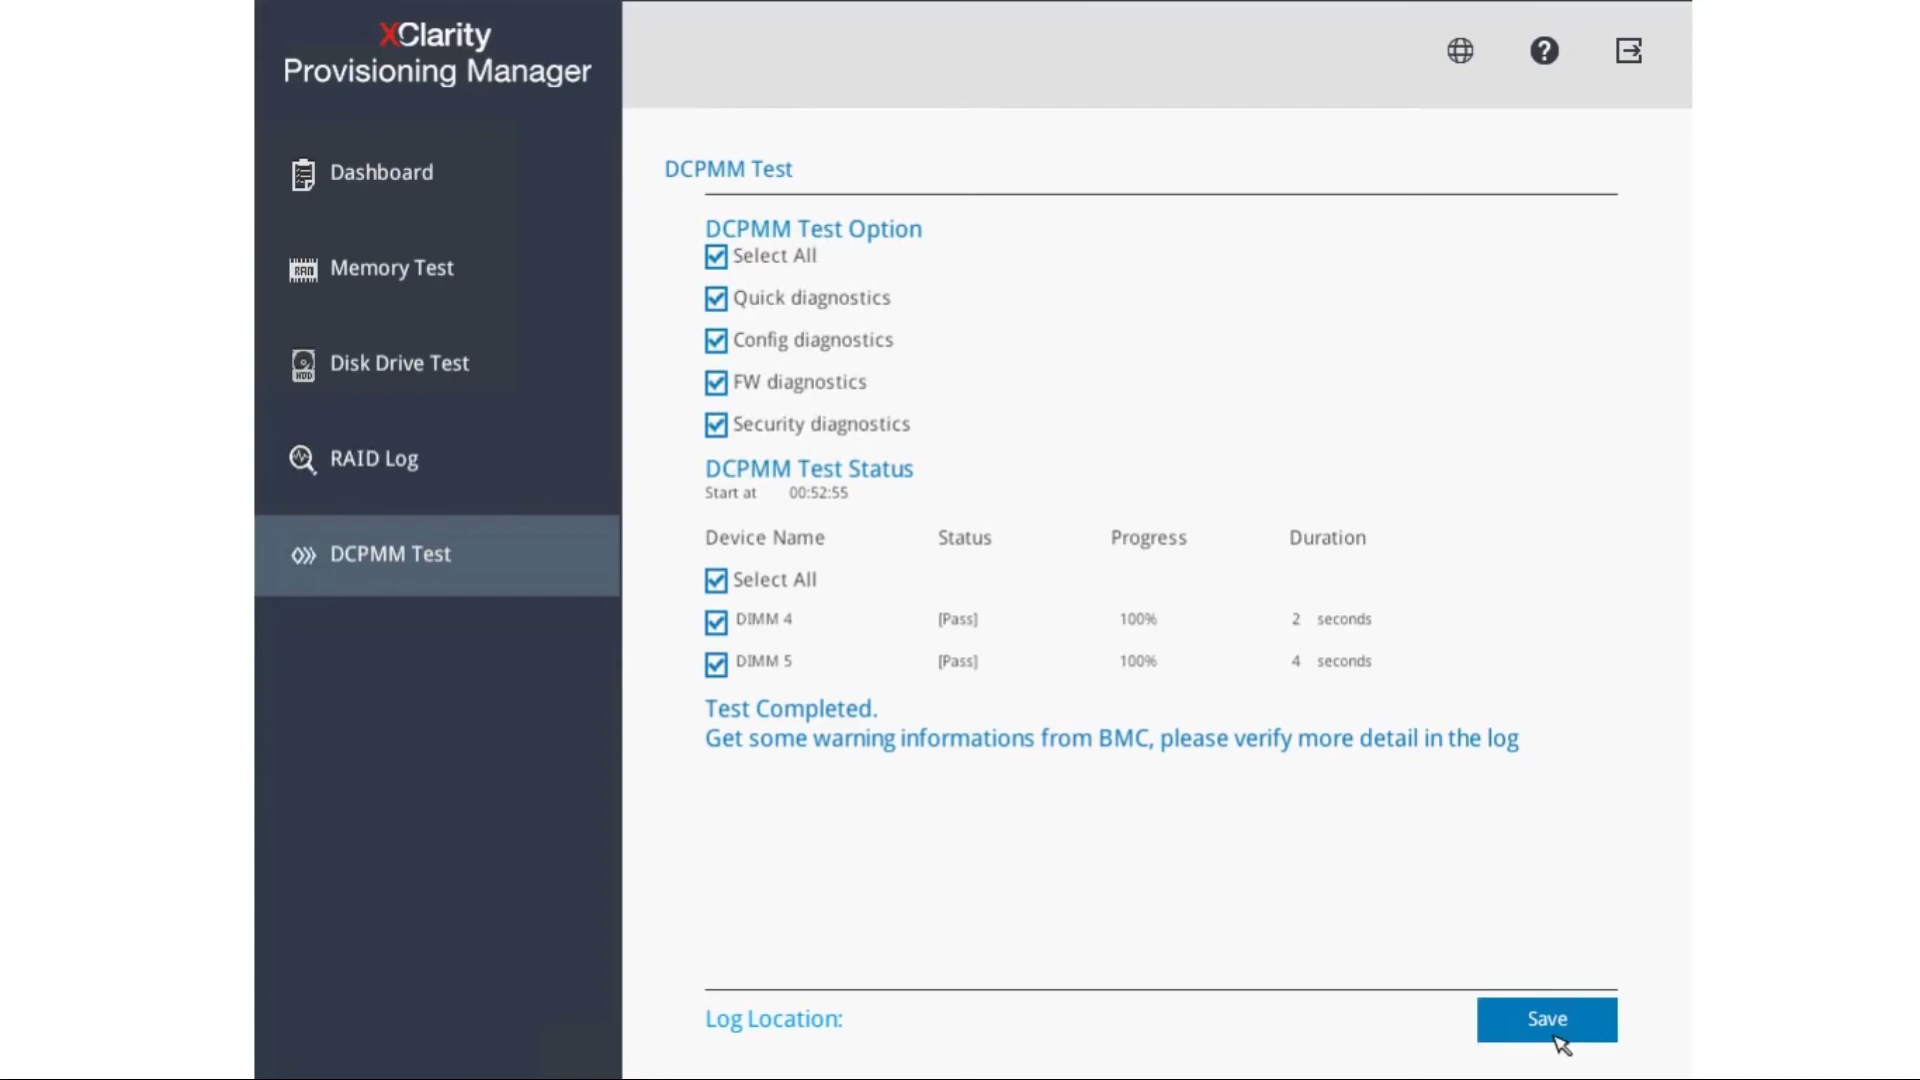 XClarity
Provisioning Manager
Dashboard
RAM
Memory Test
HDD
Disk Drive Test
RAID Log
DCPMM Test
?
DCPMM Test
DCPMM Test Option
Select All
Quick diagnostics
Config diagnostics
FW diagnostics
Security diagnostics
DCPMM Test Status
Start at 00:52:55
Device Name Status Progress Duration
Select All
DIMM 4 [Pass] 100% 2 seconds
DIMM 5 [Pass] 100% 4 seconds
Test Completed.
Get some warning informations from BMC, please verify more detail in the log
Log Location:
Save